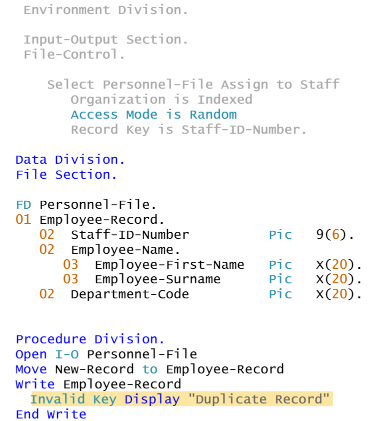 Environment Division.
Input-Output Section.
File-Control.
Select Personnel-File Assign to Staff
Organization is Indexed
Access Mode is Random
Record Key is Staff-ID-Number.
Data Division.
File Section.
FD Personnel-File.
01 Employee-Record.
02 Staff-ID-Number Pic 9(6).
02 Employee-Name.
03 Employee-First-Name Pic X(20).
03 Employee-Surname Pic X(20).
02 Department-Code Pic X(20).
Procedure Division.
Open I-O Personnel-File
Move New-Record to Employee-Record
Write Employee-Record
Invalid Key Display "Duplicate Record"
End Write